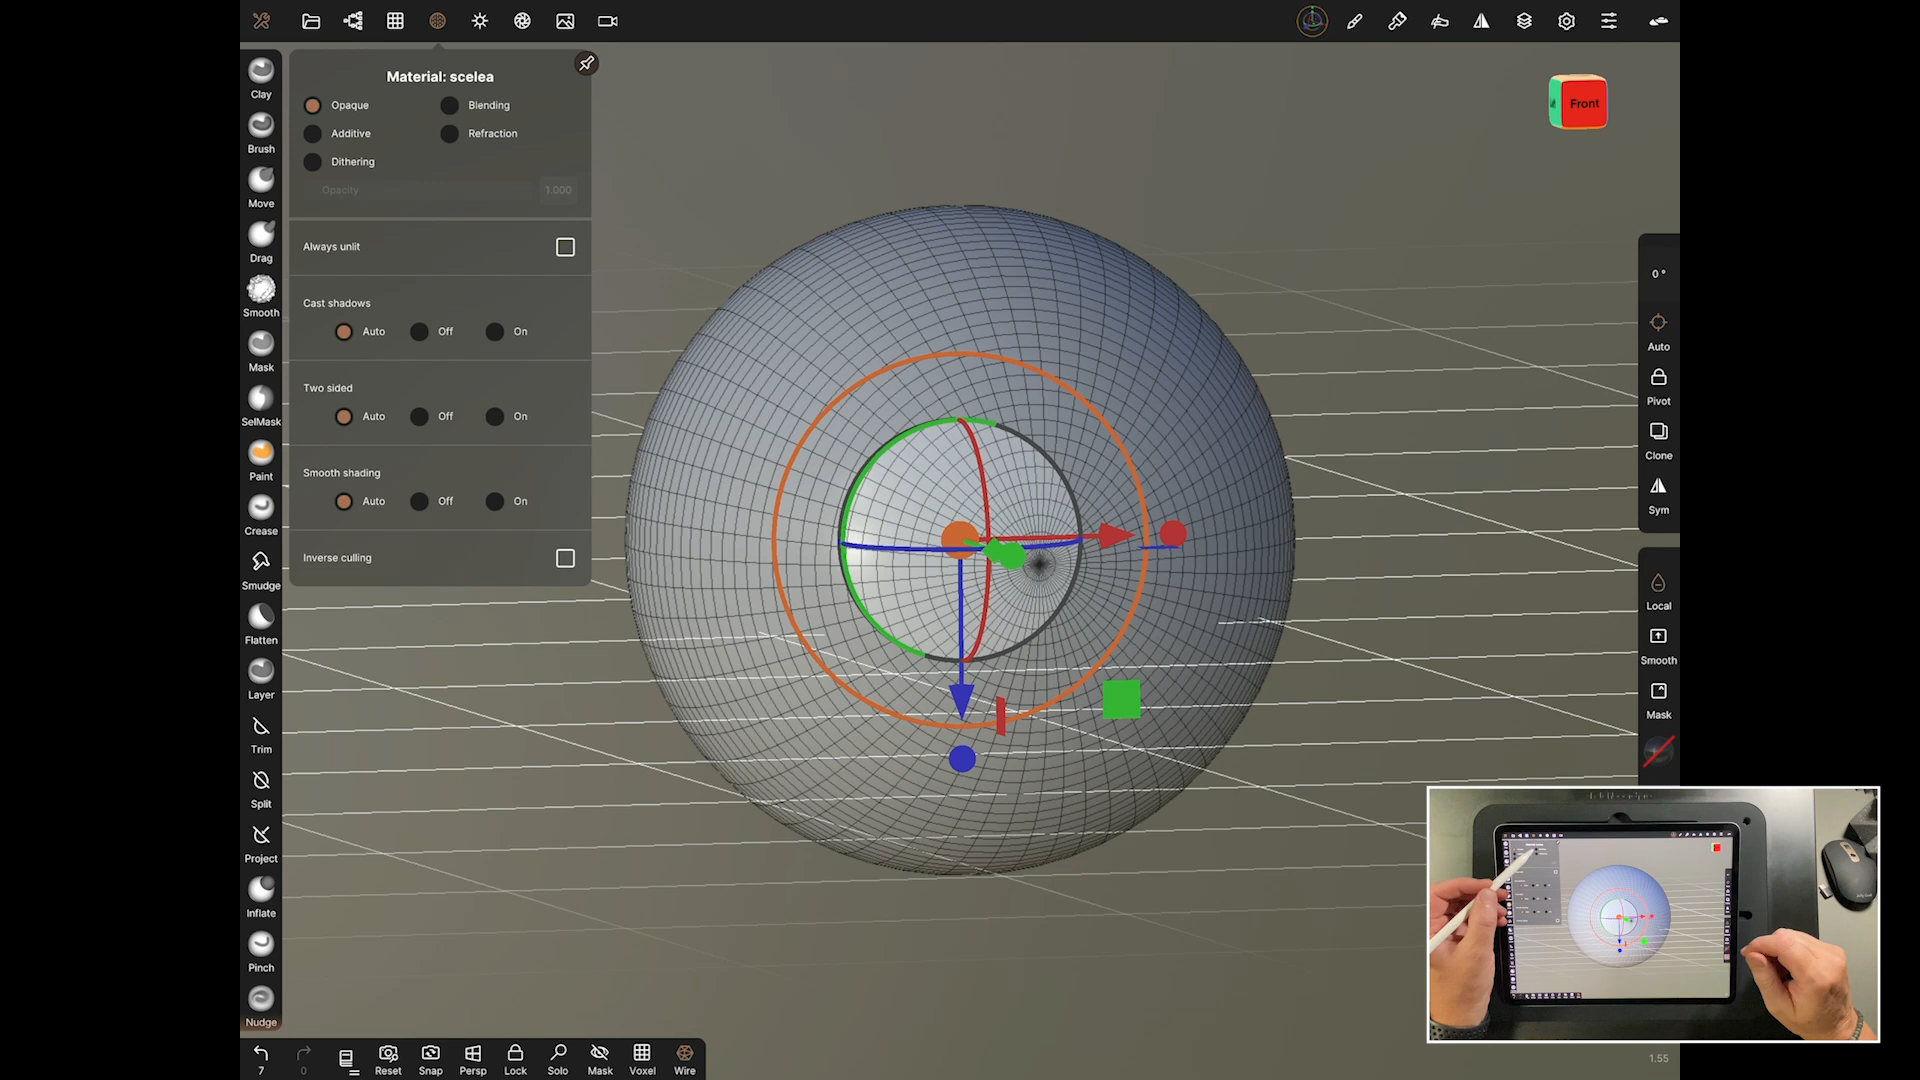 Material: scelea
Opaque
Blending
Additive
Refraction
Dithering
Opacity
1.000
Always unlit
Cast shadows
Auto
Off
On
Two sided
Auto
Off
On
Smooth shading
Auto
Off
On
Inverse culling
Clay
Brush
Move
Drag
Smooth
Mask
SelMask
Paint
Crease
Smudge
Flatten
Layer
Trim
Split
Project
Inflate
Pinch
Nudge
Front
0°
Auto
Pivot
Clone
Sym
Local
Smooth
Mask
7
0
Reset
Snap
Persp
Lock
Solo
Mask
Voxel
Wire
1.55